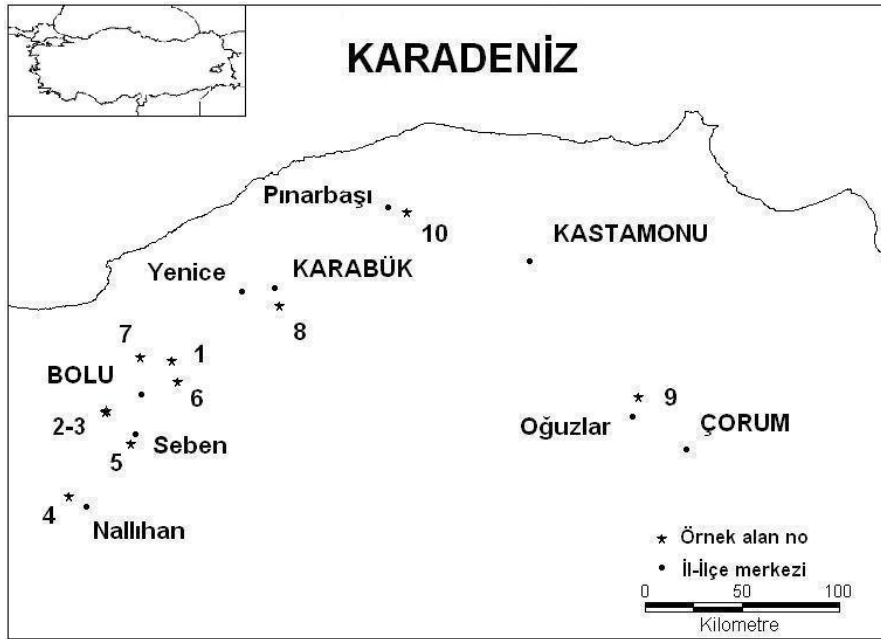 KARADENİZ
Pınarbaşı
10
KASTAMONU
Yenice
KARABÜK
8
7
1
BOLU
6
2-3
Seben
5
4
Nallıhan
9
Oğuzlar
ÇORUM
Örnek alan no
İl-İlçe merkezi
0 50 100
Kilometre